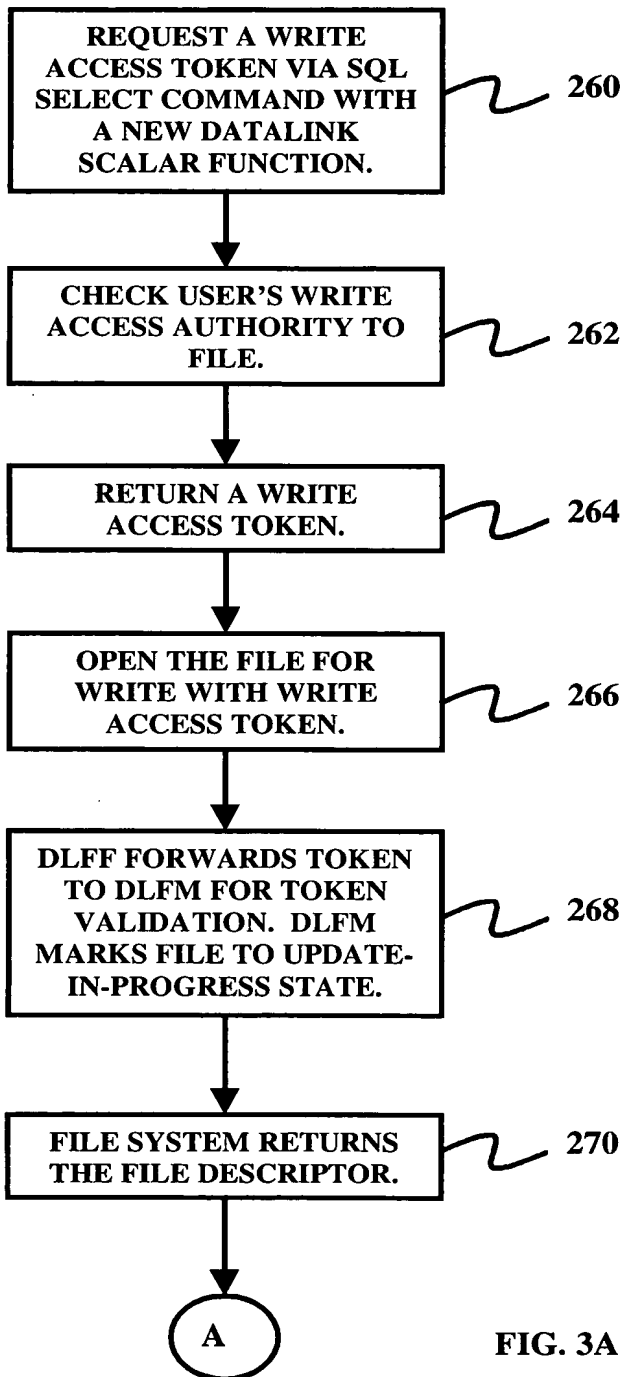 REQUEST A WRITE
ACCESS TOKEN VIA SQL
SELECT COMMAND WITH
A NEW DATALINK
SCALAR FUNCTION.
260
CHECK USER'S WRITE
ACCESS AUTHORITY TO
FILE.
262
RETURN A WRITE
ACCESS TOKEN.
264
OPEN THE FILE FOR
WRITE WITH WRITE
ACCESS TOKEN.
266
DLFF FORWARDS TOKEN
TO DLFM FOR TOKEN
VALIDATION. DLFM
MARKS FILE TO UPDATE-
IN-PROGRESS STATE.
268
FILE SYSTEM RETURNS
THE FILE DESCRIPTOR.
270
A
FIG. 3A